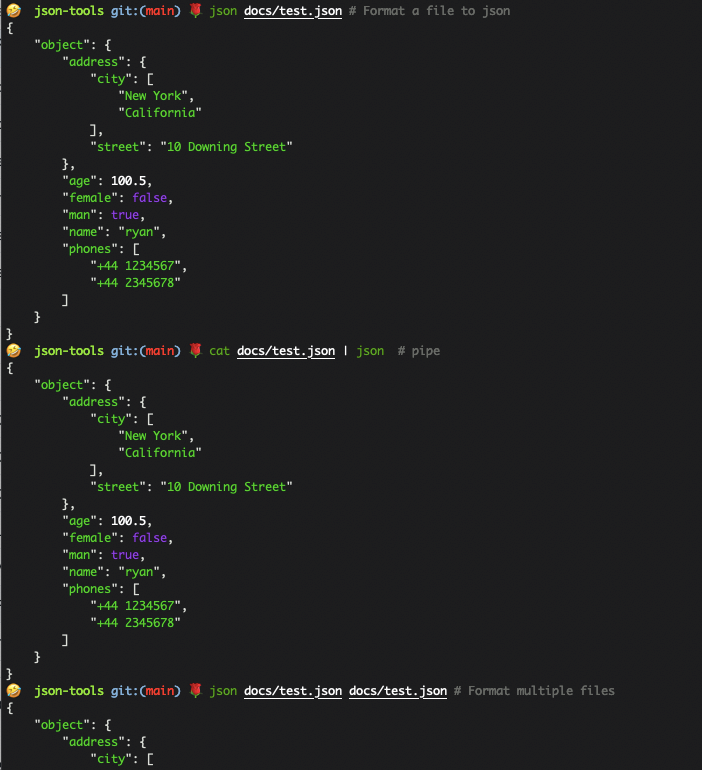 🤣 json-tools git:(main) 🌹 json docs/test.json # Format a file to json
{
    "object": {
        "address": {
            "city": [
                "New York",
                "California"
            ],
            "street": "10 Downing Street"
        },
        "age": 100.5,
        "female": false,
        "man": true,
        "name": "ryan",
        "phones": [
            "+44 1234567",
            "+44 2345678"
        ]
    }
}
🤣 json-tools git:(main) 🌹 cat docs/test.json | json  # pipe
{
    "object": {
        "address": {
            "city": [
                "New York",
                "California"
            ],
            "street": "10 Downing Street"
        },
        "age": 100.5,
        "female": false,
        "man": true,
        "name": "ryan",
        "phones": [
            "+44 1234567",
            "+44 2345678"
        ]
    }
}
🤣 json-tools git:(main) 🌹 json docs/test.json docs/test.json # Format multiple files
{
    "object": {
        "address": {
            "city": [